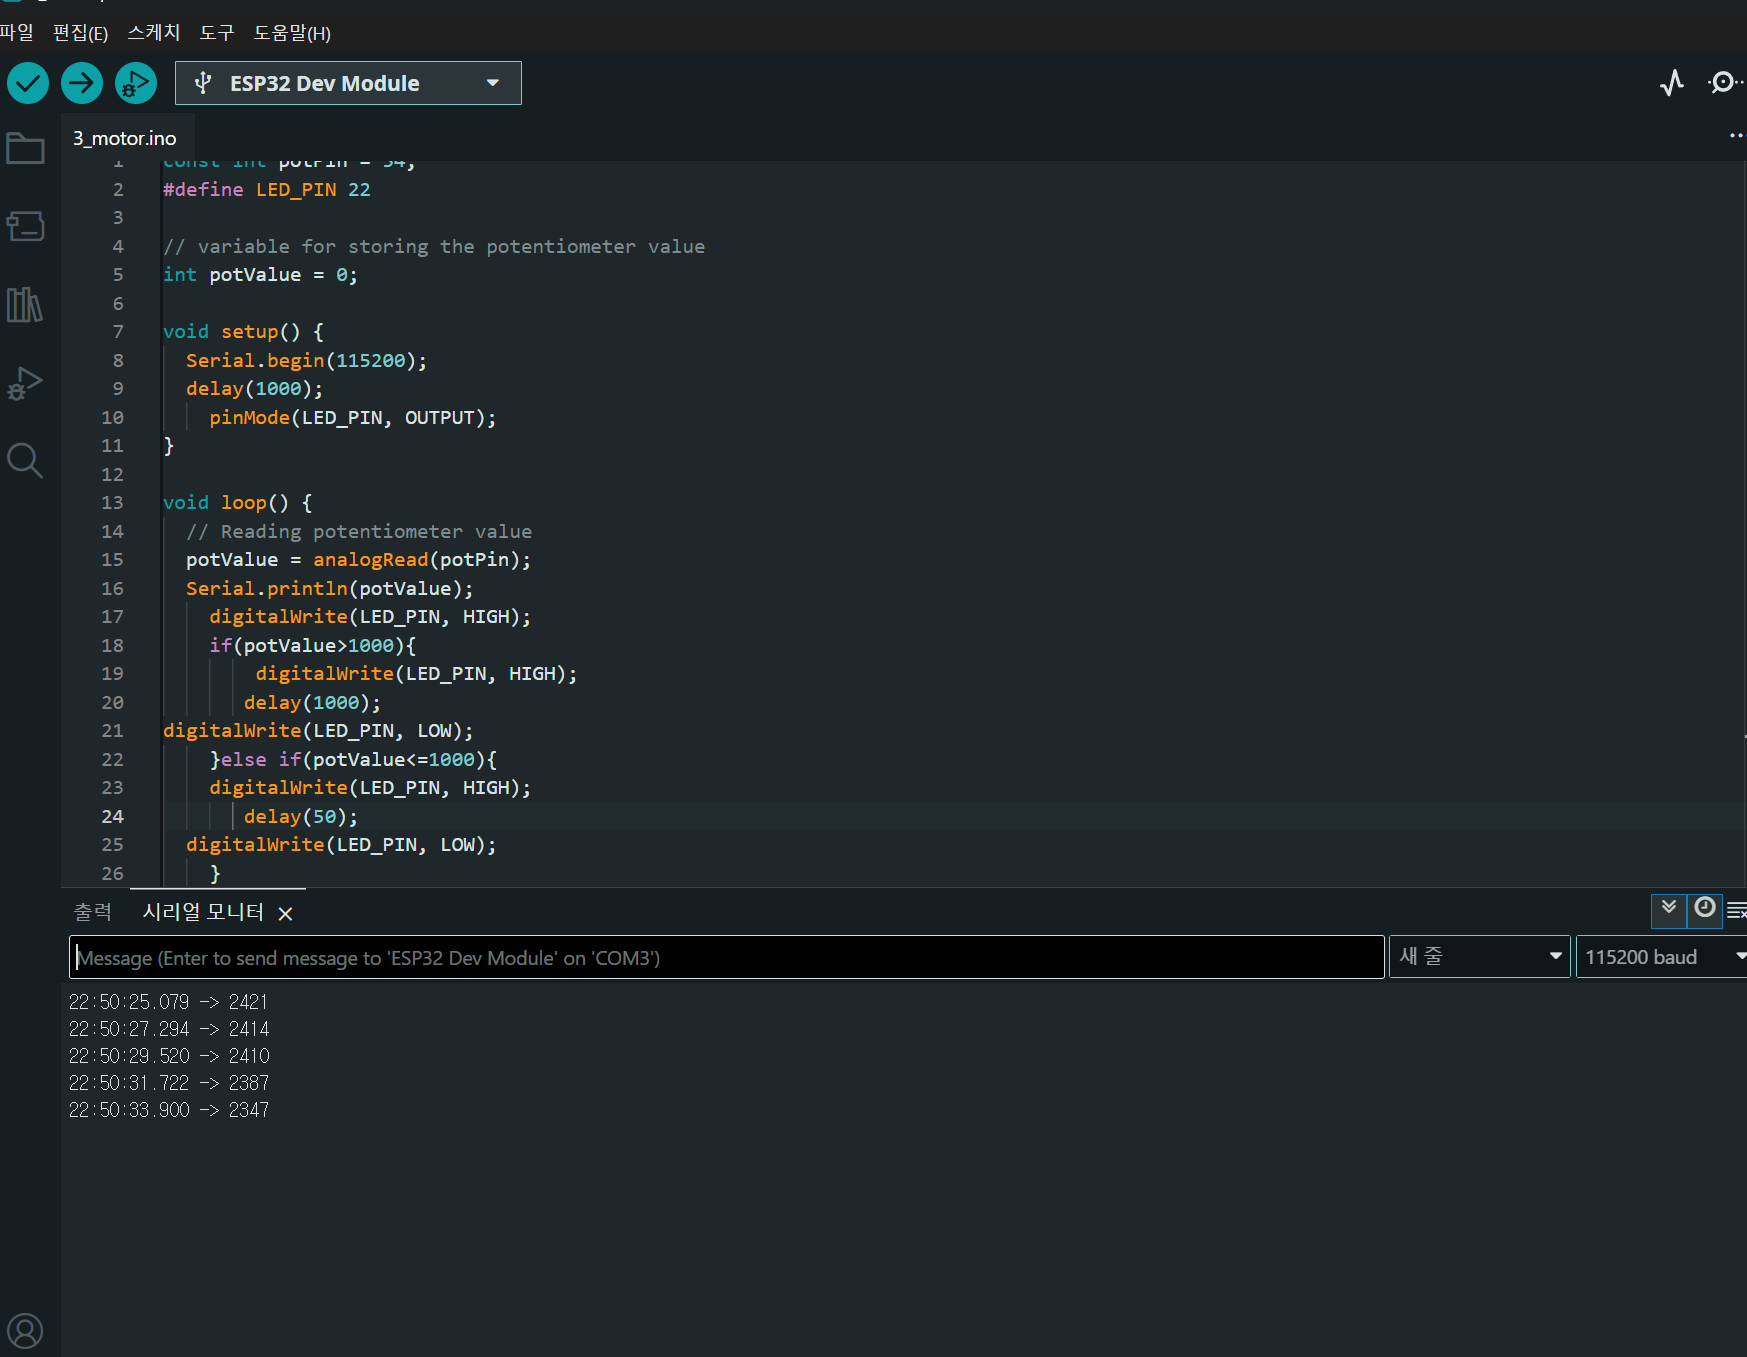 파일 편집(E) 스케치 도구 도움말(H)
ESP32 Dev Module
3_motor.ino
1 const int potPin = 34;
2 #define LED_PIN 22
3
4 // variable for storing the potentiometer value
5 int potValue = 0;
6
7 void setup() {
8 Serial.begin(115200);
9 delay(1000);
10 pinMode(LED_PIN, OUTPUT);
11 }
12
13 void loop() {
14 // Reading potentiometer value
15 potValue = analogRead(potPin);
16 Serial.println(potValue);
17 digitalWrite(LED_PIN, HIGH);
18 if(potValue>1000){
19 digitalWrite(LED_PIN, HIGH);
20 delay(1000);
21 digitalWrite(LED_PIN, LOW);
22 }else if(potValue<=1000){
23 digitalWrite(LED_PIN, HIGH);
24 delay(50);
25 digitalWrite(LED_PIN, LOW);
26 }
출력 시리얼 모니터
Message (Enter to send message to 'ESP32 Dev Module' on 'COM3') 새 줄 115200 baud
22:50:25.079 -> 2421
22:50:27.294 -> 2414
22:50:29.520 -> 2410
22:50:31.722 -> 2387
22:50:33.900 -> 2347